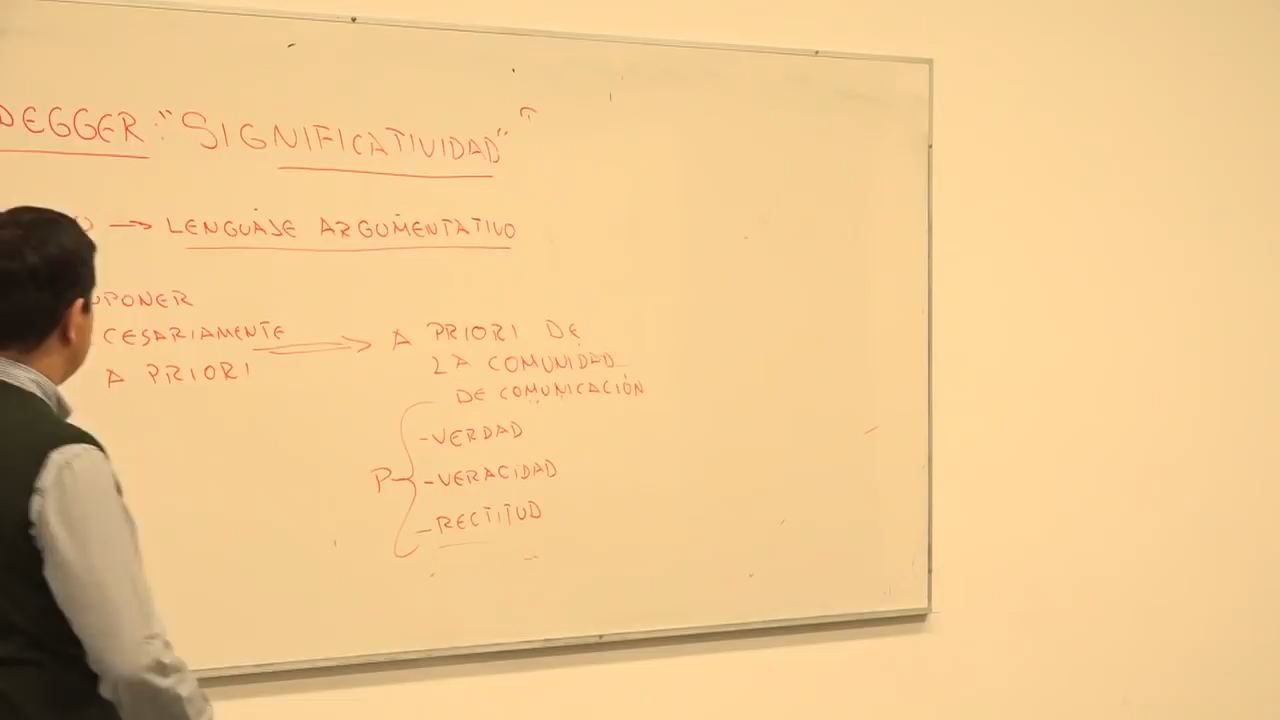 DEGGER: "SIGNIFICATIVIDAD"
O → LENGUAJE ARGUMENTATIVO
PONER
CESARIAMENTE
A PRIORI
A PRIORI DE
LA COMUNIDAD
DE COMUNICACIÓN
P
-VERDAD
-VERACIDAD
-RECTITUD